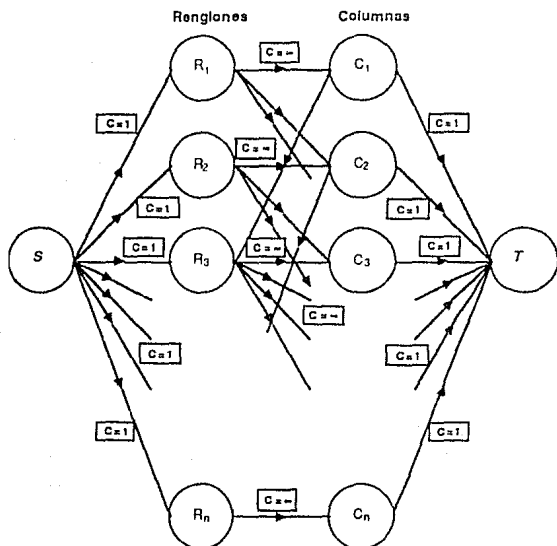 Renglones Columnas
C=∞
R1 C1
C=1 C=1
C=∞
R2 C2
C=1 C=1
C=1 C=∞ C=1
S R3 C3 T
C=∞
C=1 C=1
C=1 C=1
C=∞
Rn Cn